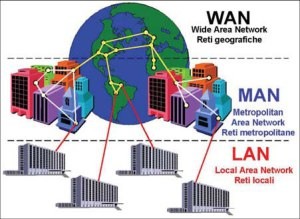 WAN
Wide Area Network
Reti geografiche
MAN
Metropolitan
Area Network
Reti metropolitane
LAN
Local Area Network
Reti locali